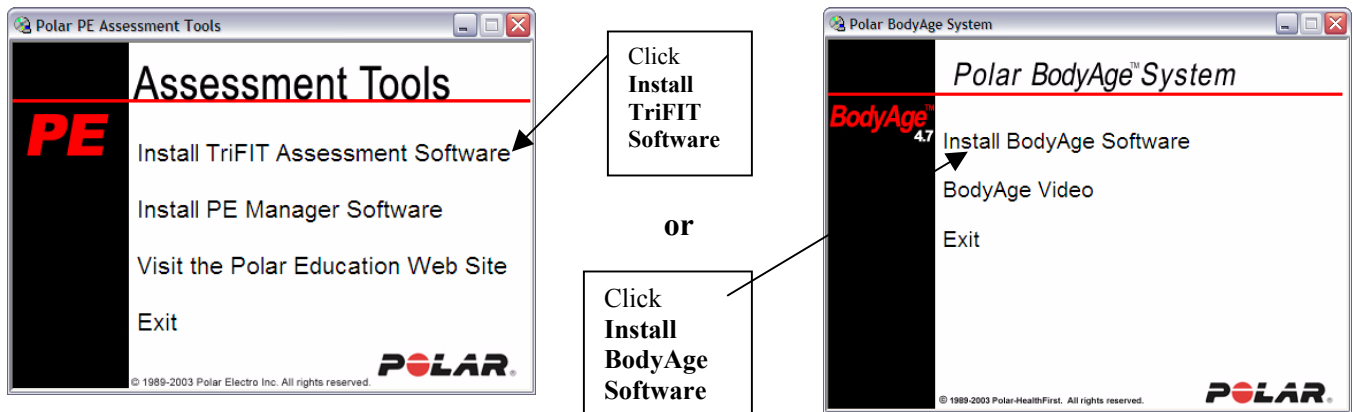 Polar PE Assessment Tools
Assessment Tools
PE
Install TriFIT Assessment Software
Install PE Manager Software
Visit the Polar Education Web Site
Exit
POLAR®
© 1989-2003 Polar Electro Inc. All rights reserved.
Click
Install
TriFIT
Software
or
Click
Install
BodyAge
Software
Polar BodyAge System
Polar BodyAge™System
BodyAge™
4.7
Install BodyAge Software
BodyAge Video
Exit
POLAR®
© 1989-2003 Polar-HealthFirst. All rights reserved.